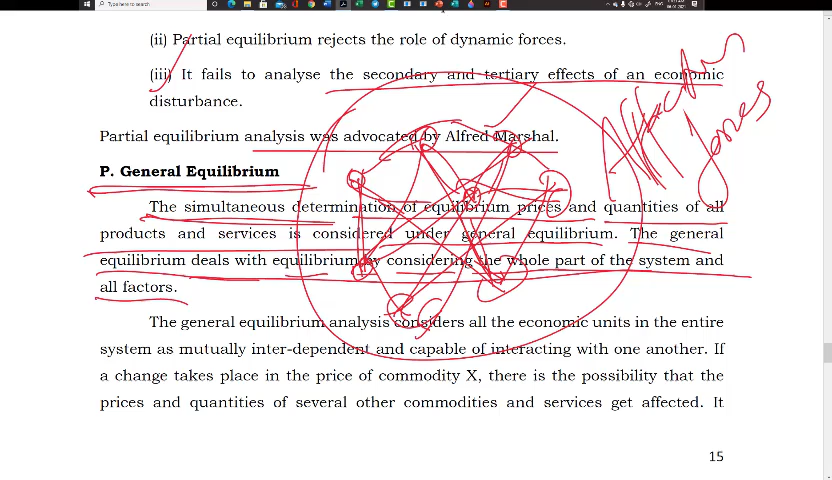 Type here to search
ENG
(ii) Partial equilibrium rejects the role of dynamic forces.
(iii) It fails to analyse the secondary and tertiary effects of an economic
disturbance.
Partial equilibrium analysis was advocated by Alfred Marshal.
P. General Equilibrium
The simultaneous determination of equilibrium prices and quantities of all
products and services is considered under general equilibrium. The general
equilibrium deals with equilibrium by considering the whole part of the system and
all factors.
The general equilibrium analysis considers all the economic units in the entire
system as mutually inter-dependent and capable of interacting with one another. If
a change takes place in the price of commodity X, there is the possibility that the
prices and quantities of several other commodities and services get affected. It
15